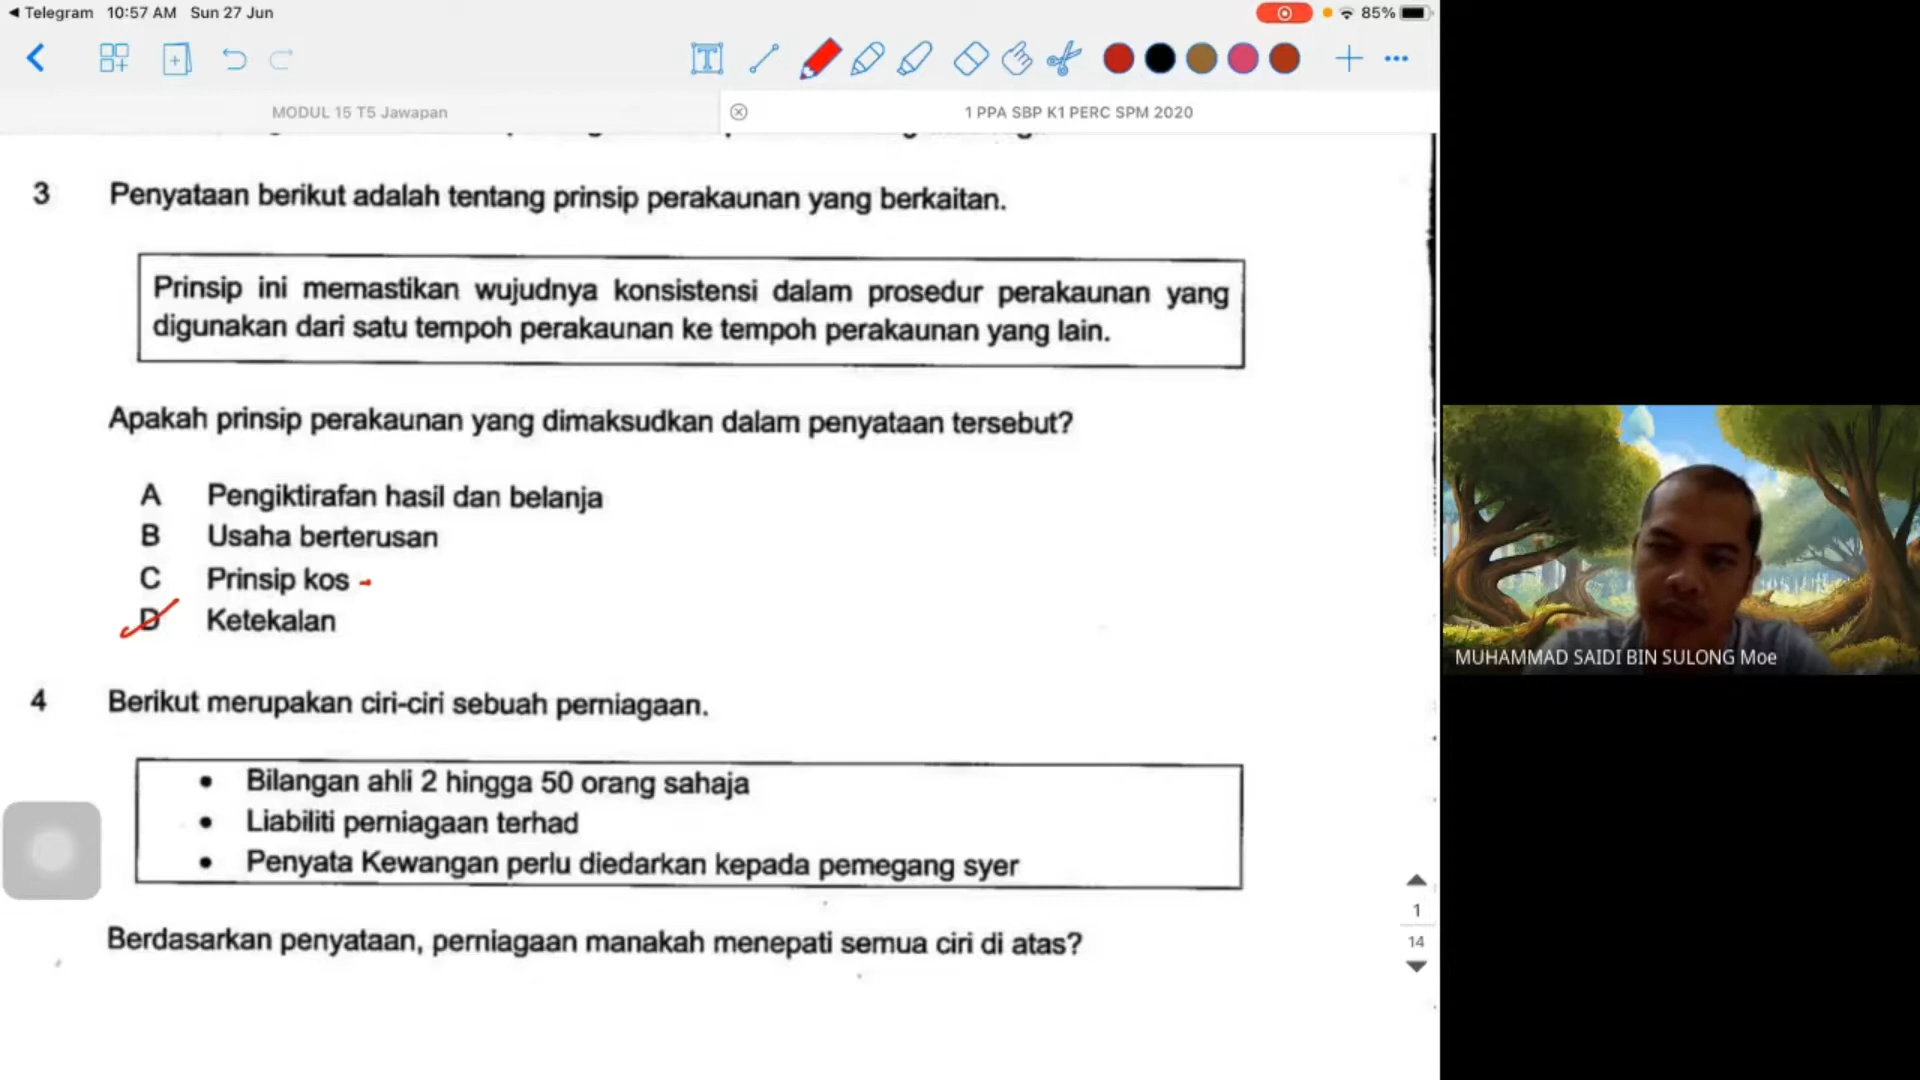 Telegram 10:57 AM Sun 27 Jun
85%
MODUL 15 T5 Jawapan
1 PPA SBP K1 PERC SPM 2020
3 Penyataan berikut adalah tentang prinsip perakaunan yang berkaitan.
Prinsip ini memastikan wujudnya konsistensi dalam prosedur perakaunan yang
digunakan dari satu tempoh perakaunan ke tempoh perakaunan yang lain.
Apakah prinsip perakaunan yang dimaksudkan dalam penyataan tersebut?
A Pengiktirafan hasil dan belanja
B Usaha berterusan
C Prinsip kos
D Ketekalan
4 Berikut merupakan ciri-ciri sebuah perniagaan.
• Bilangan ahli 2 hingga 50 orang sahaja
• Liabiliti perniagaan terhad
• Penyata Kewangan perlu diedarkan kepada pemegang syer
Berdasarkan penyataan, perniagaan manakah menepati semua ciri di atas?
1
14
MUHAMMAD SAIDI BIN SULONG Moe